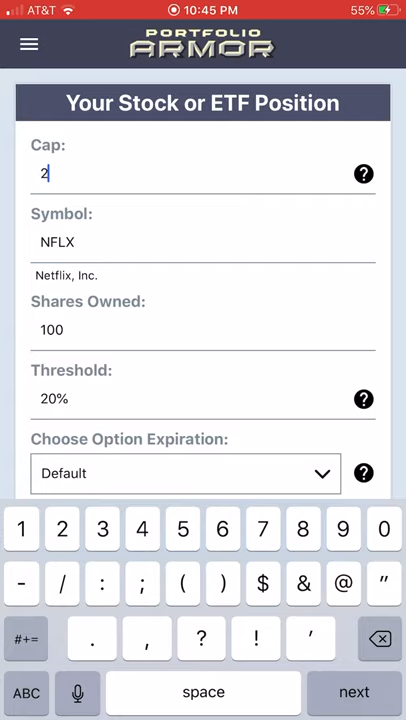 AT&T 10:45 PM 55%
PORTFOLIO
ARMOR
Your Stock or ETF Position
Cap:
2
?
Symbol:
NFLX
Netflix, Inc.
Shares Owned:
100
Threshold:
20%
?
Choose Option Expiration:
Default
?
1 2 3 4 5 6 7 8 9 0
- / : ; ( ) $ & @ "
#+= . , ? ! '
ABC space next